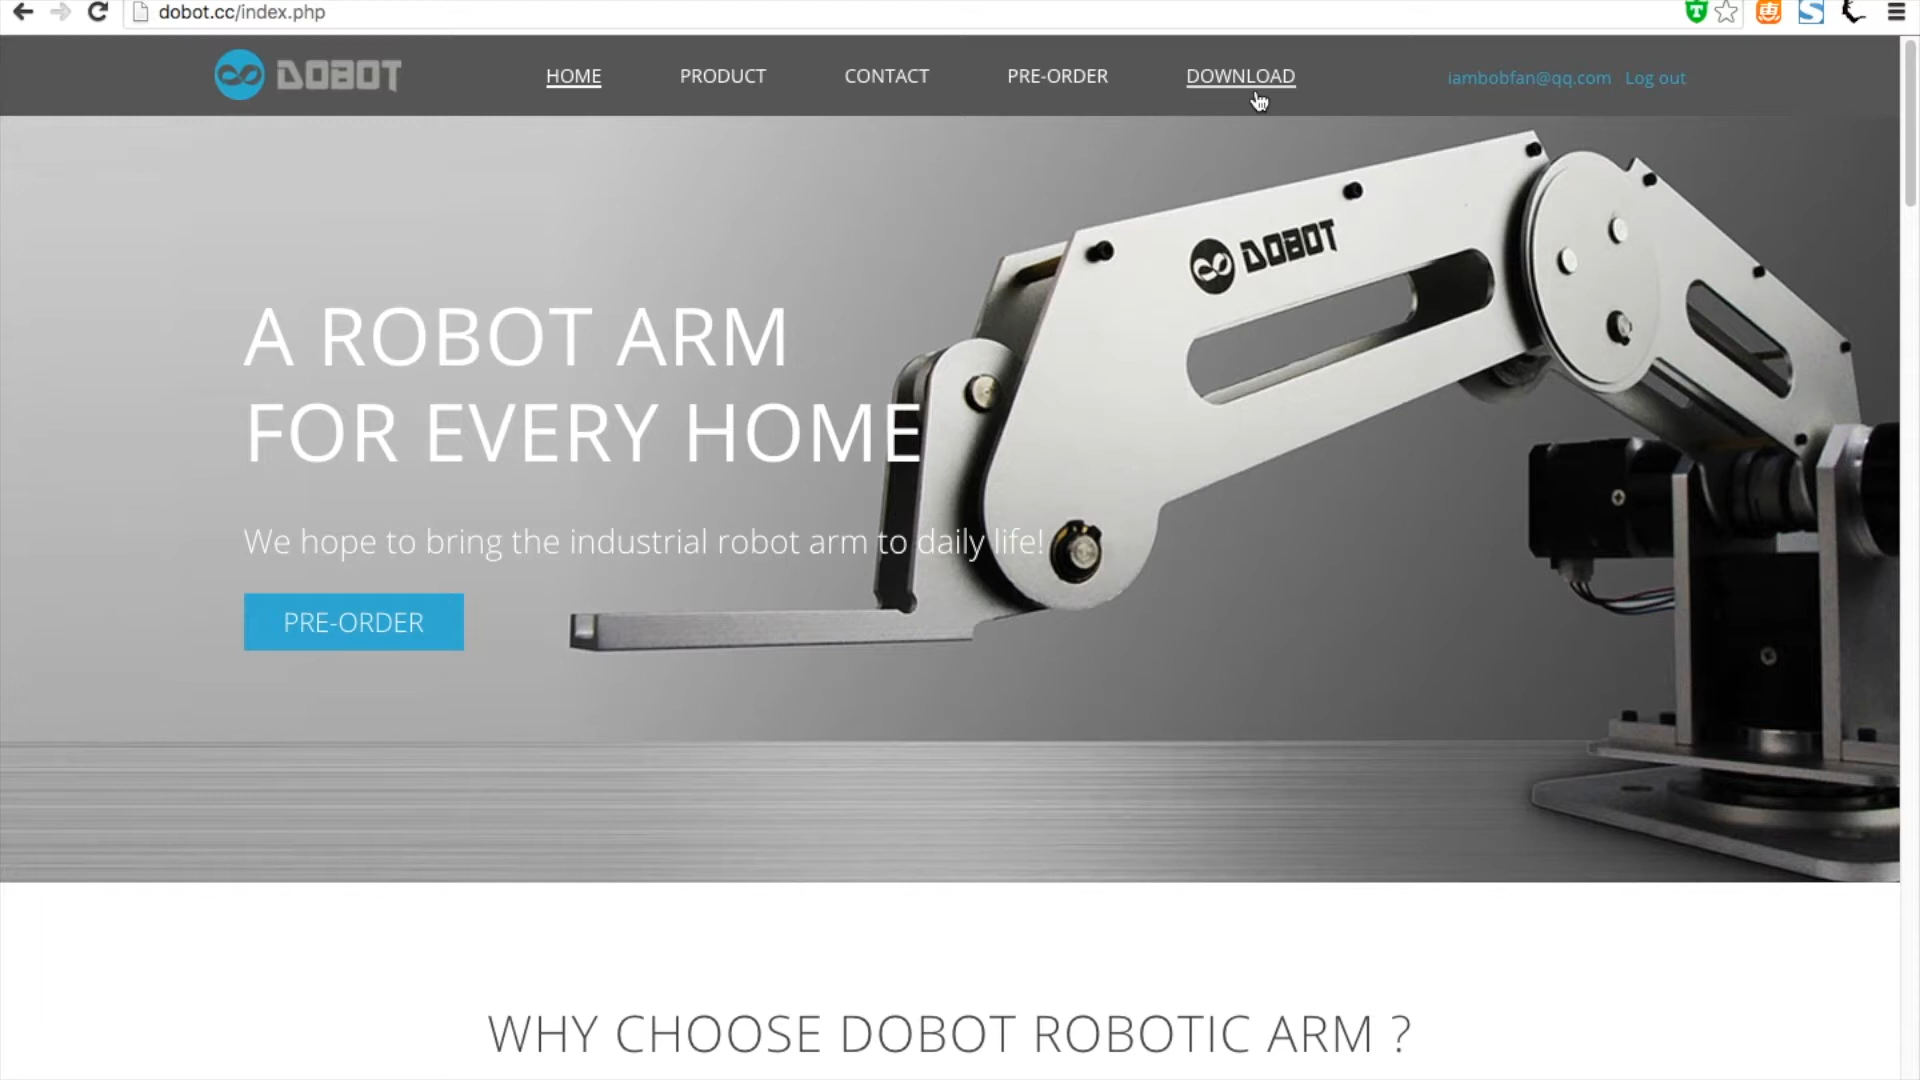 dobot.cc/index.php
DOBOT
HOME
PRODUCT
CONTACT
PRE-ORDER
DOWNLOAD
iambobfan@qq.com
Log out
DOBOT
A ROBOT ARM
FOR EVERY HOME
We hope to bring the industrial robot arm to daily life!
PRE-ORDER
WHY CHOOSE DOBOT ROBOTIC ARM ?